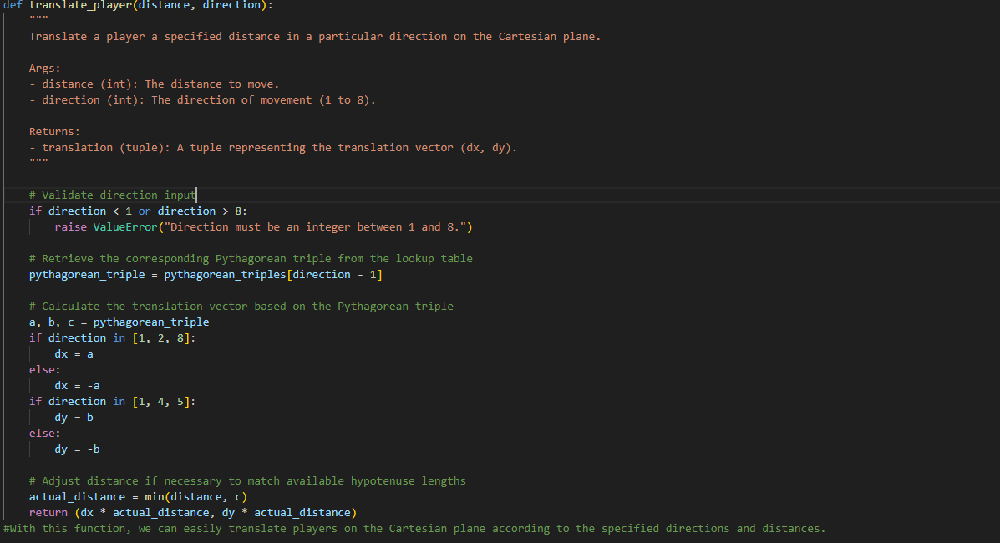 def translate_player(distance, direction):
"""
Translate a player a specified distance in a particular direction on the Cartesian plane.
Args:
- distance (int): The distance to move.
- direction (int): The direction of movement (1 to 8).
Returns:
- translation (tuple): A tuple representing the translation vector (dx, dy).
"""
# Validate direction input
if direction < 1 or direction > 8:
raise ValueError("Direction must be an integer between 1 and 8.")
# Retrieve the corresponding Pythagorean triple from the lookup table
pythagorean_triple = pythagorean_triples[direction - 1]
# Calculate the translation vector based on the Pythagorean triple
a, b, c = pythagorean_triple
if direction in [1, 2, 8]:
dx = a
else:
dx = -a
if direction in [1, 4, 5]:
dy = b
else:
dy = -b
# Adjust distance if necessary to match available hypotenuse lengths
actual_distance = min(distance, c)
return (dx * actual_distance, dy * actual_distance)
#With this function, we can easily translate players on the Cartesian plane according to the specified directions and distances.